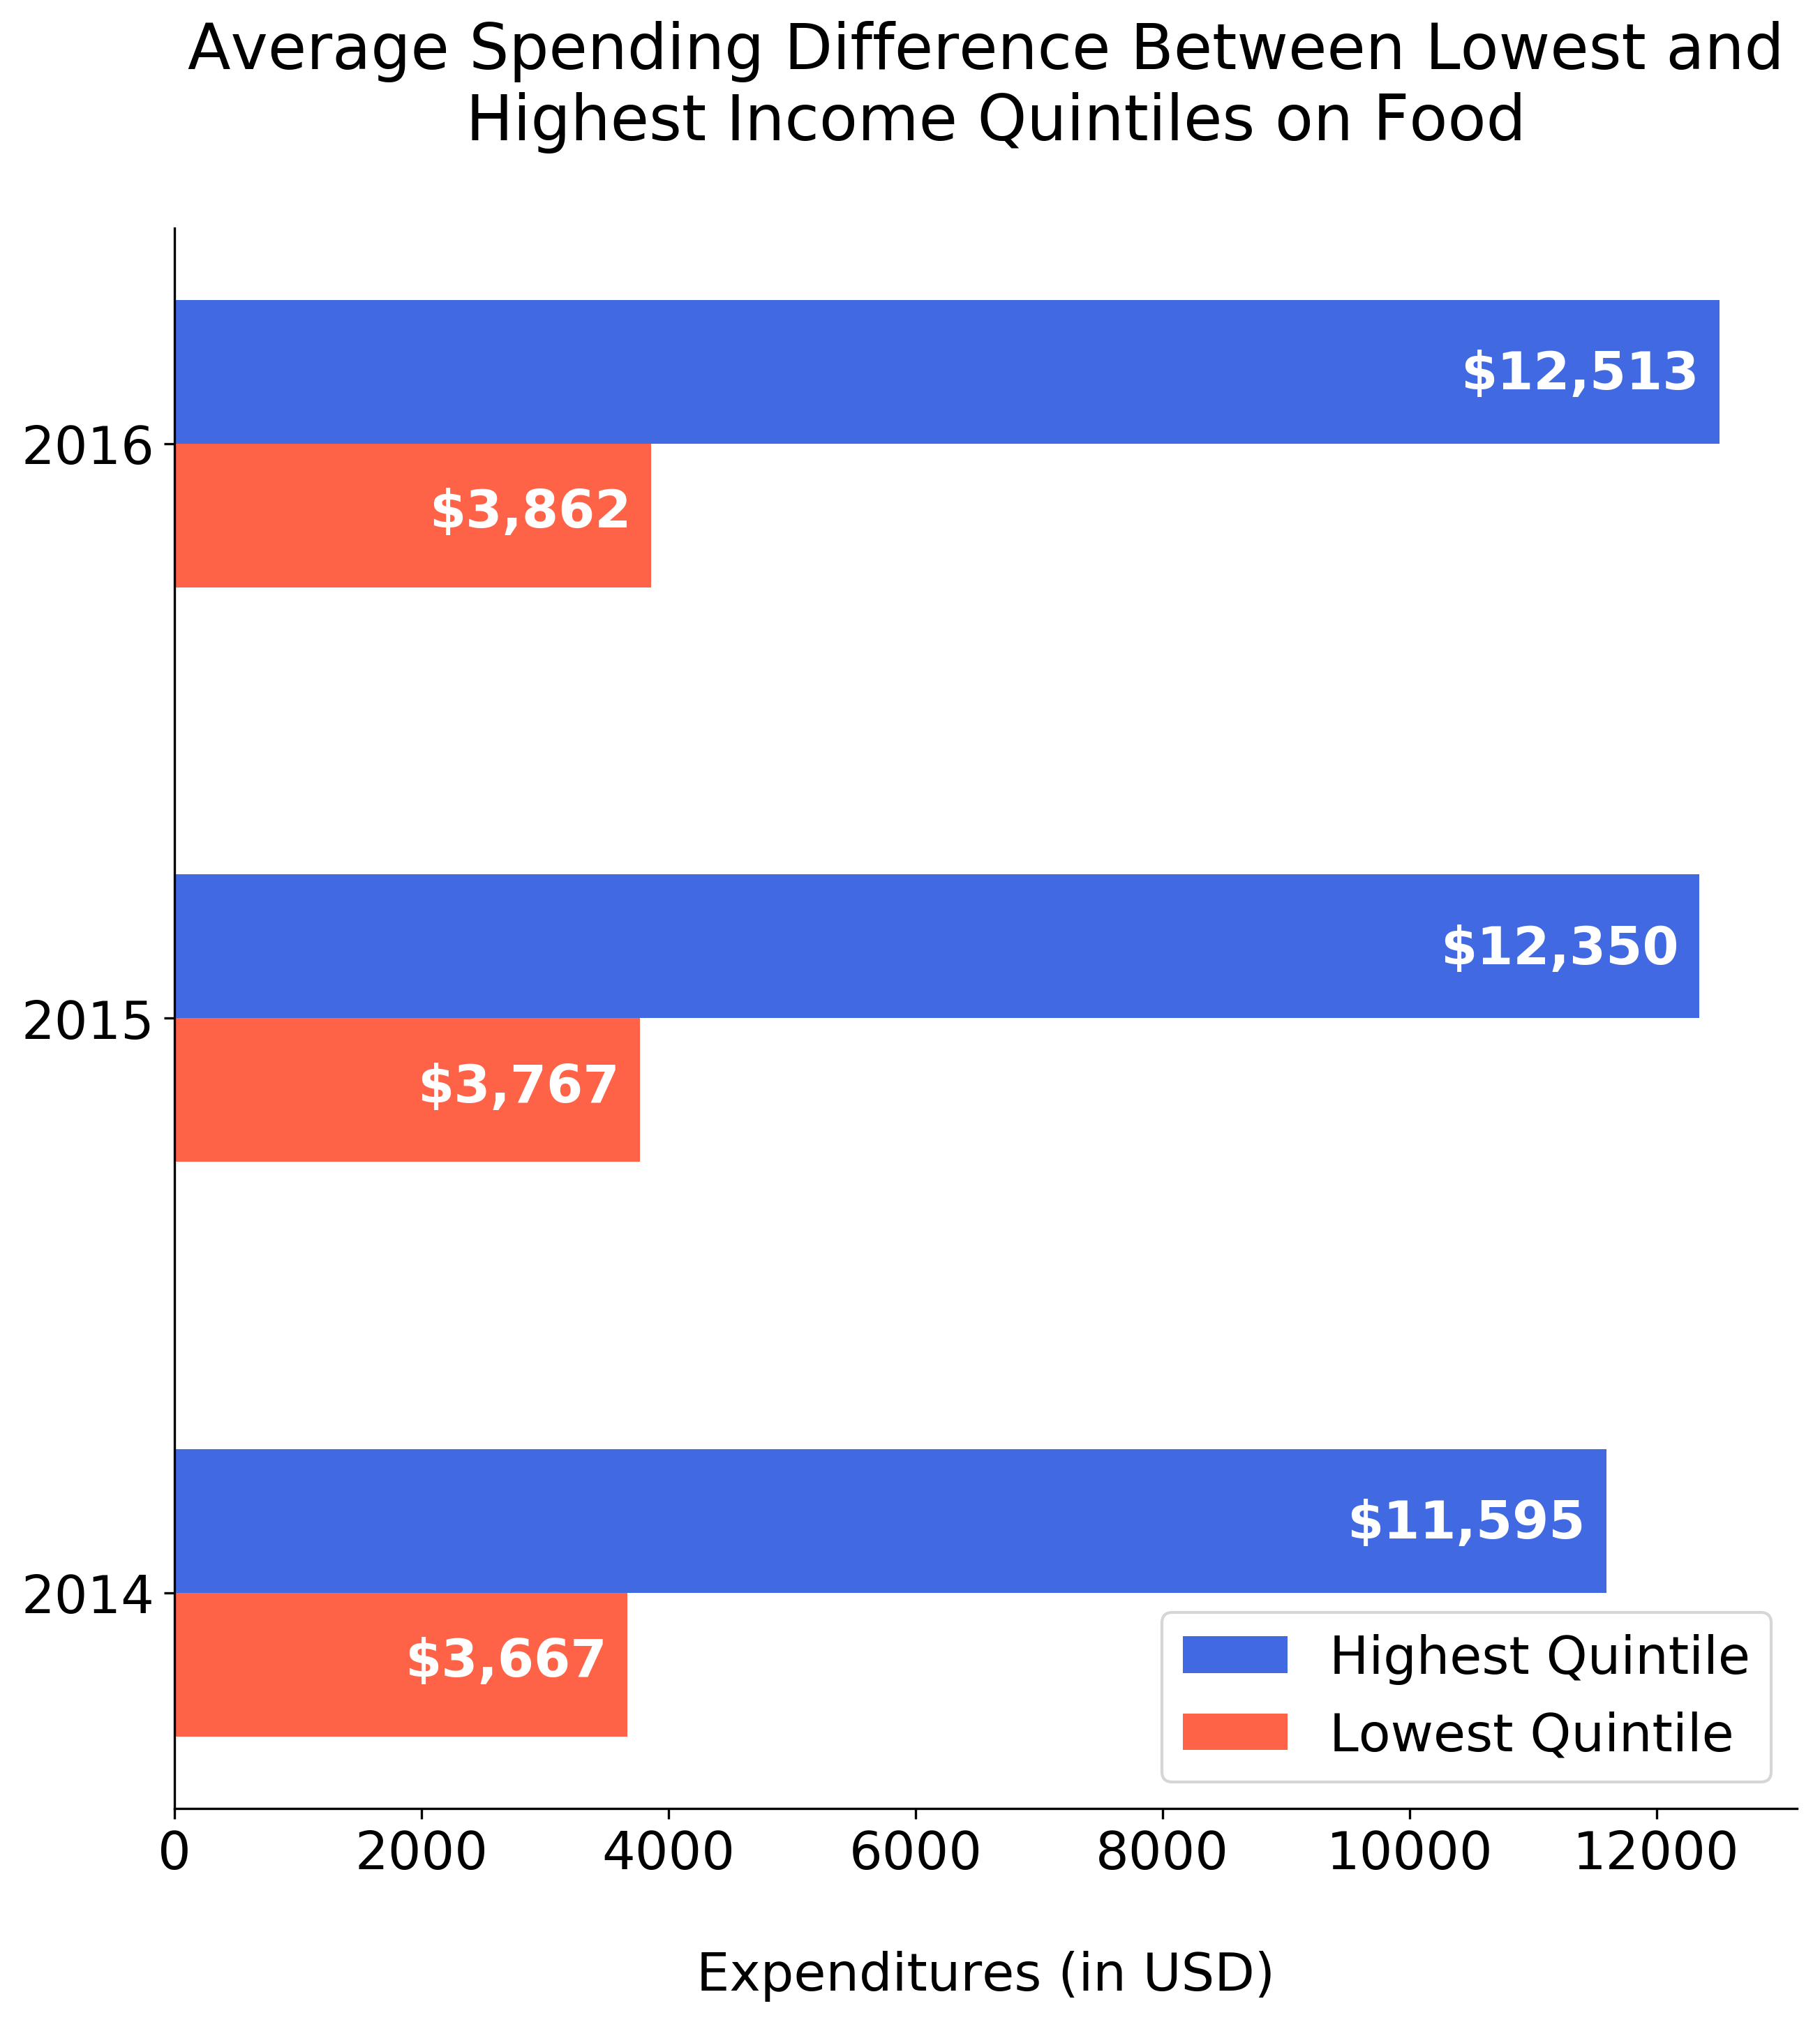 Average Spending Difference Between Lowest and
Highest Income Quintiles on Food
$12,513
2016
$3,862
$12,350
2015
$3,767
$11,595
2014
$3,667
Highest Quintile
Lowest Quintile
0 2000 4000 6000 8000 10000 12000
Expenditures (in USD)